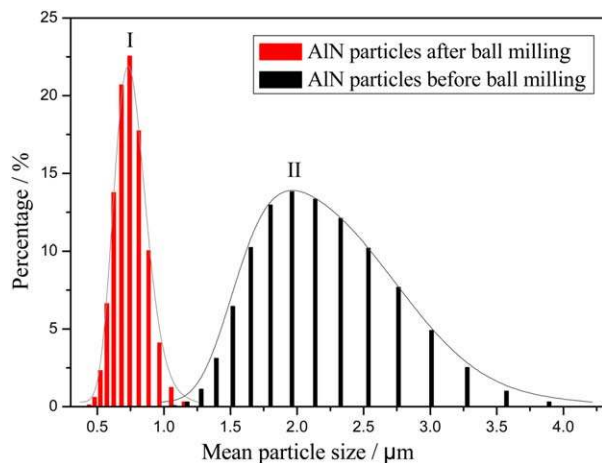 I
AlN particles after ball milling
AlN particles before ball milling
II
Percentage / %
25
20
15
10
5
0
0.5 1.0 1.5 2.0 2.5 3.0 3.5 4.0
Mean particle size / μm